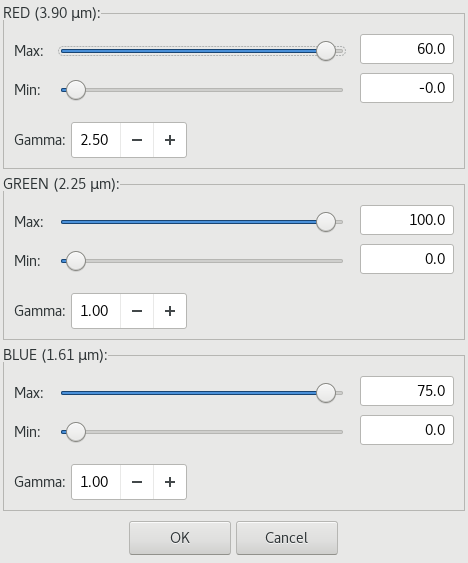 RED (3.90 µm):
Max: 60.0
Min: -0.0
Gamma: 2.50 − +
GREEN (2.25 µm):
Max: 100.0
Min: 0.0
Gamma: 1.00 − +
BLUE (1.61 µm):
Max: 75.0
Min: 0.0
Gamma: 1.00 − +
OK Cancel